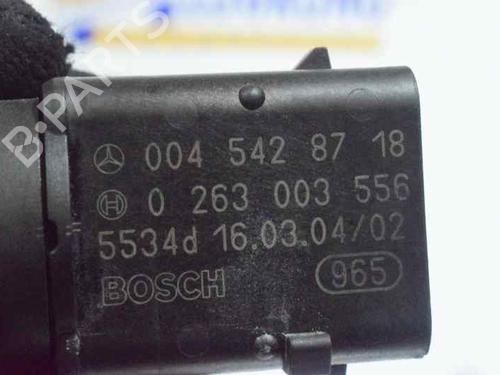 004 542 87 18
0 263 003 556
5534d 16.03.04/02
BOSCH 965
B-PARTS